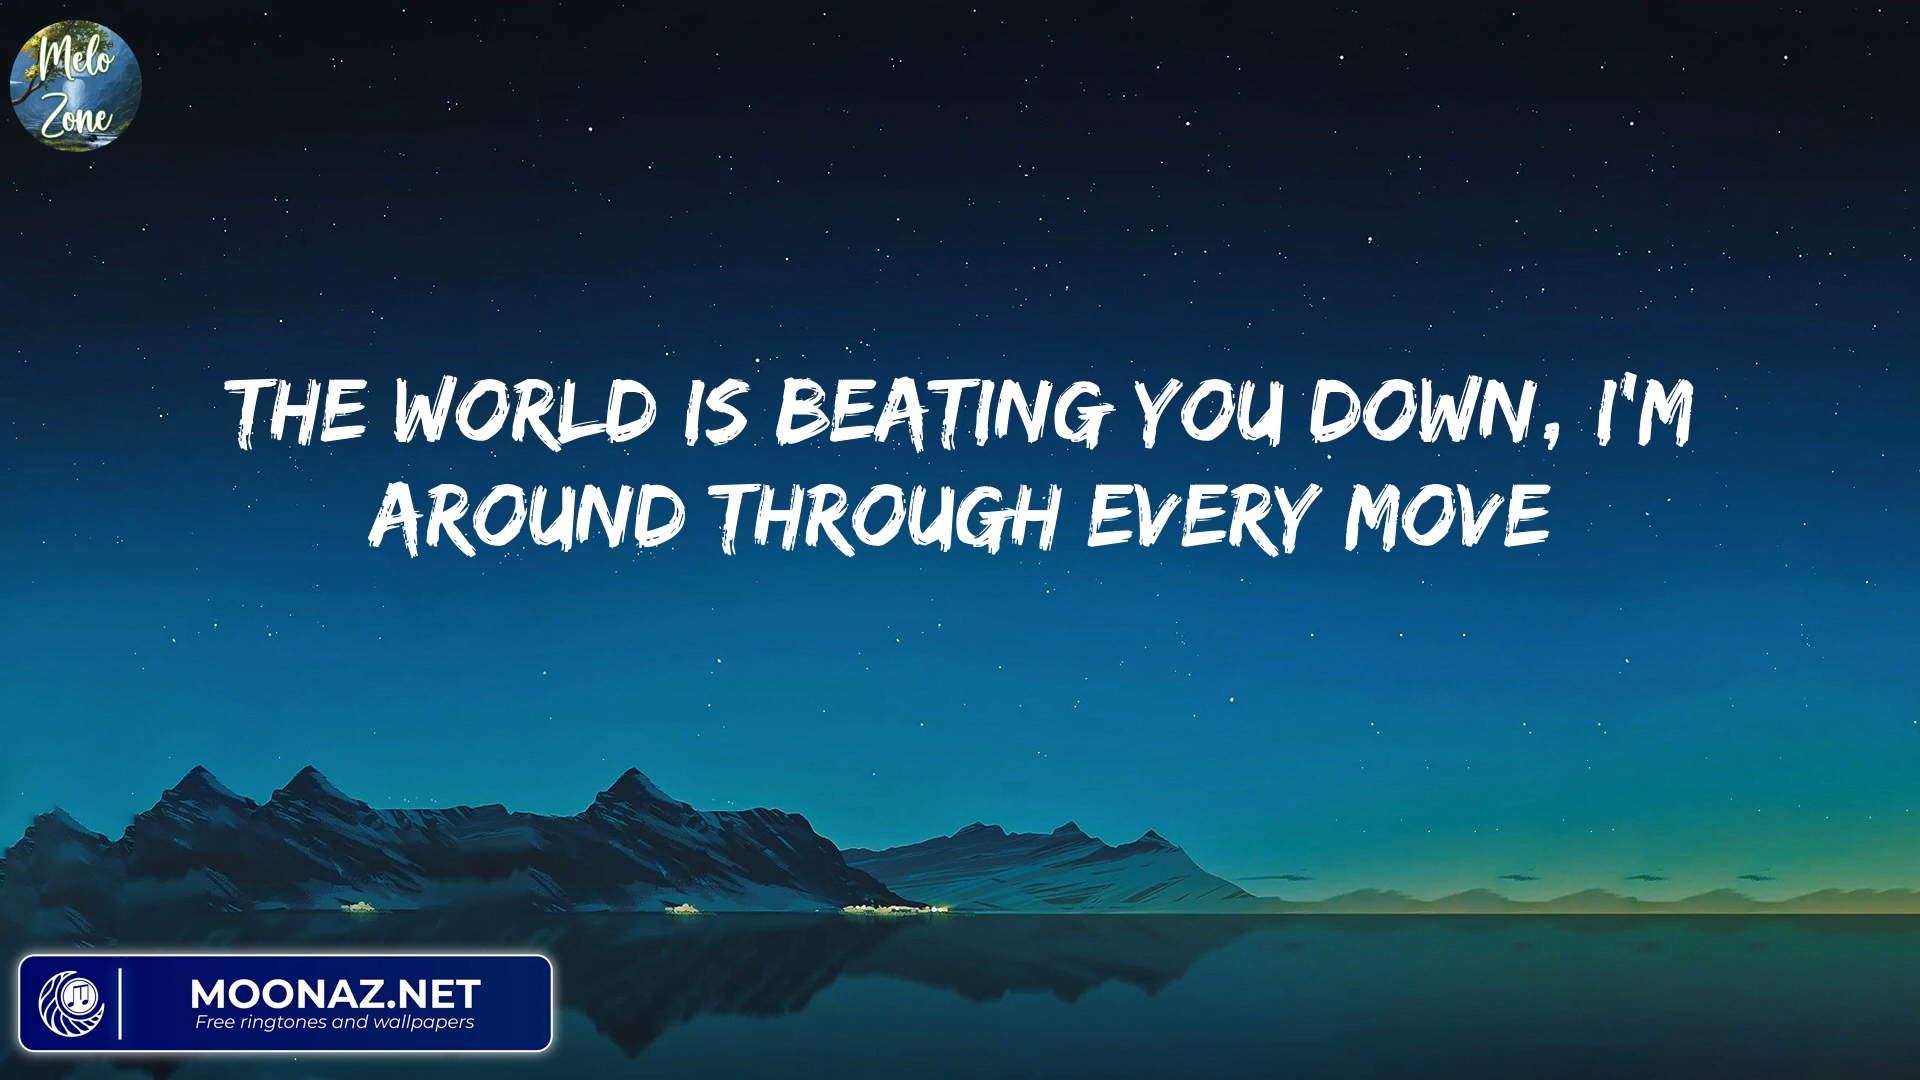 Melo
Zone
THE WORLD IS BEATING YOU DOWN, I'M
AROUND THROUGH EVERY MOVE
MOONAZ.NET
Free ringtones and wallpapers